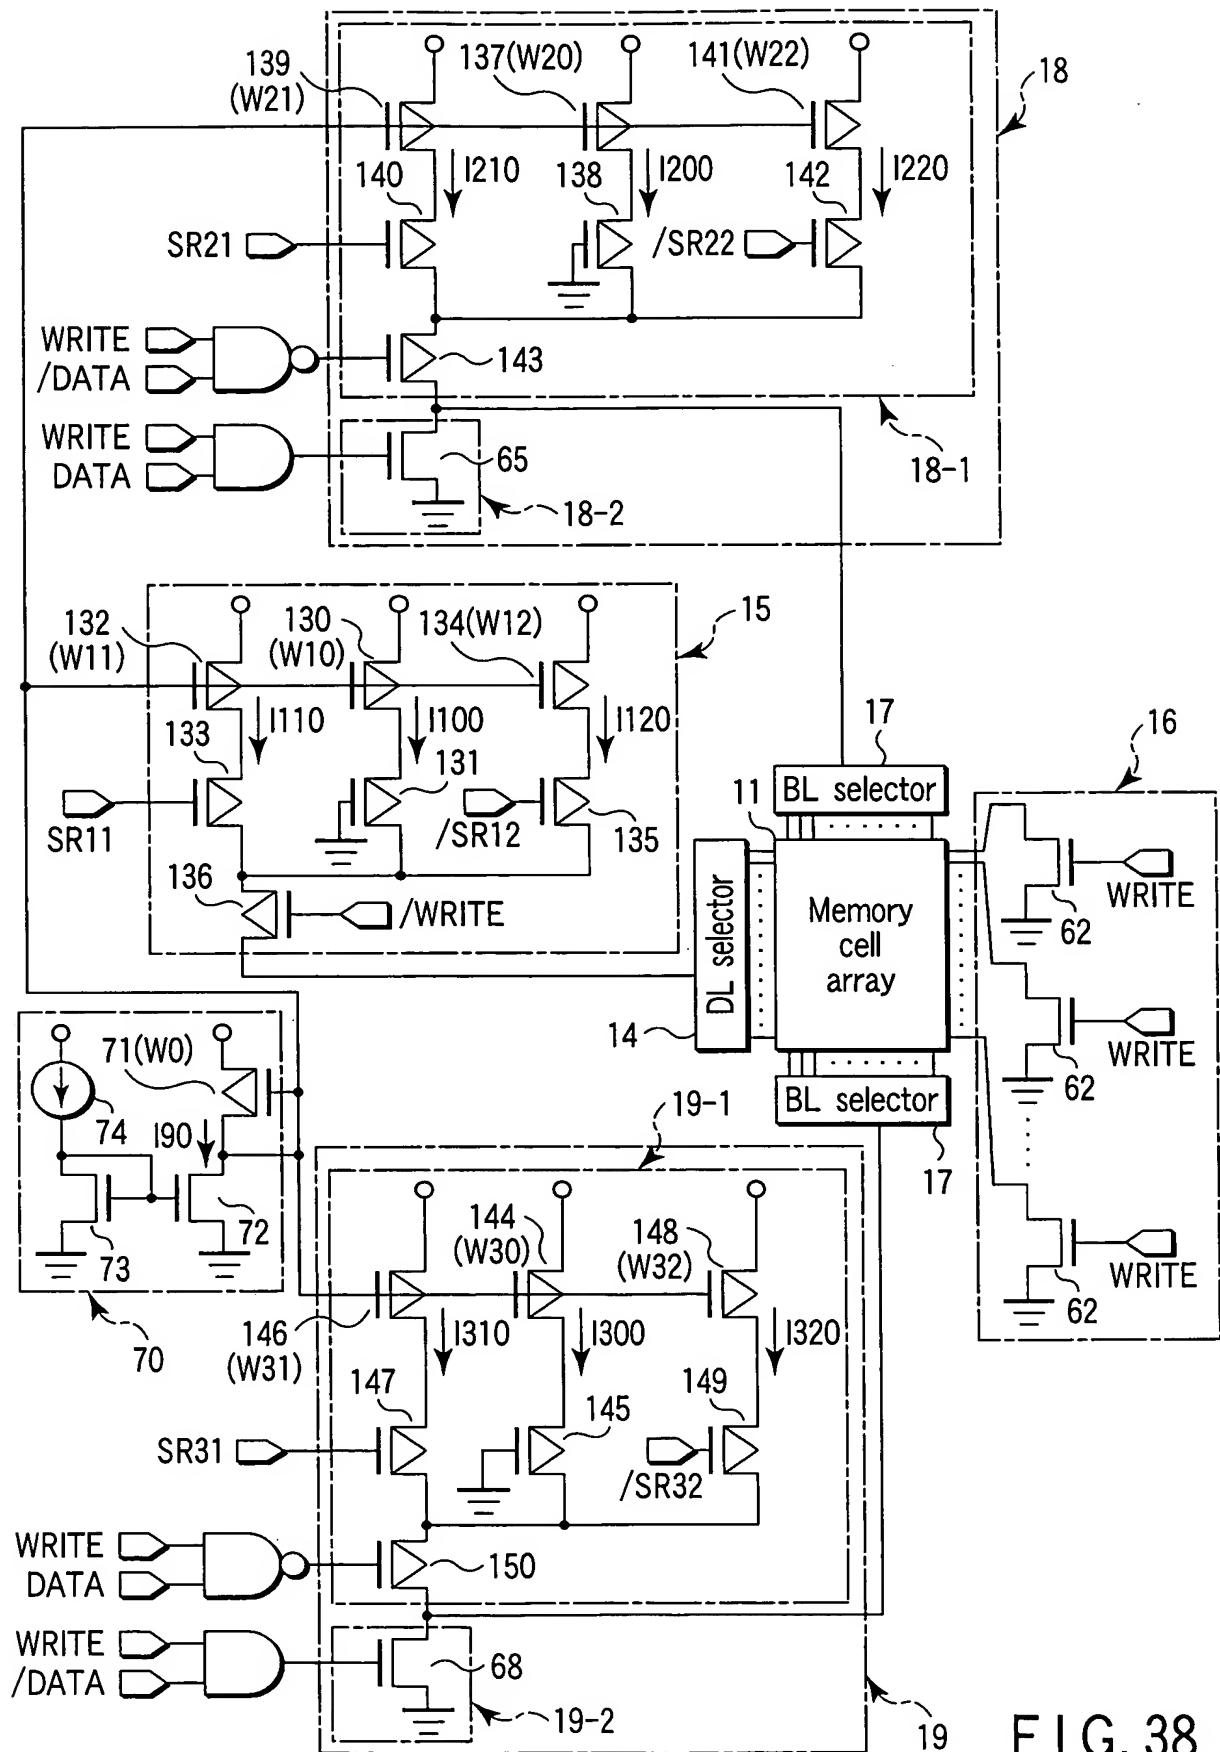 139
(W21)
137(W20)
141(W22)
18
140
I210
138
I200
142
I220
SR21
/SR22
WRITE
/DATA
143
WRITE
DATA
65
18-1
18-2
132
(W11)
130
(W10)
134(W12)
15
133
I110
I100
I120
131
SR11
/SR12
135
136
/WRITE
17
16
11
BL selector
DL selector
Memory
cell
array
WRITE
62
14
WRITE
62
BL selector
17
WRITE
62
71(W0)
74
I90
72
73
70
19-1
144
(W30)
148
(W32)
146
(W31)
I310
I300
I320
147
145
149
SR31
/SR32
WRITE
DATA
150
WRITE
/DATA
68
19-2
19
FIG. 38